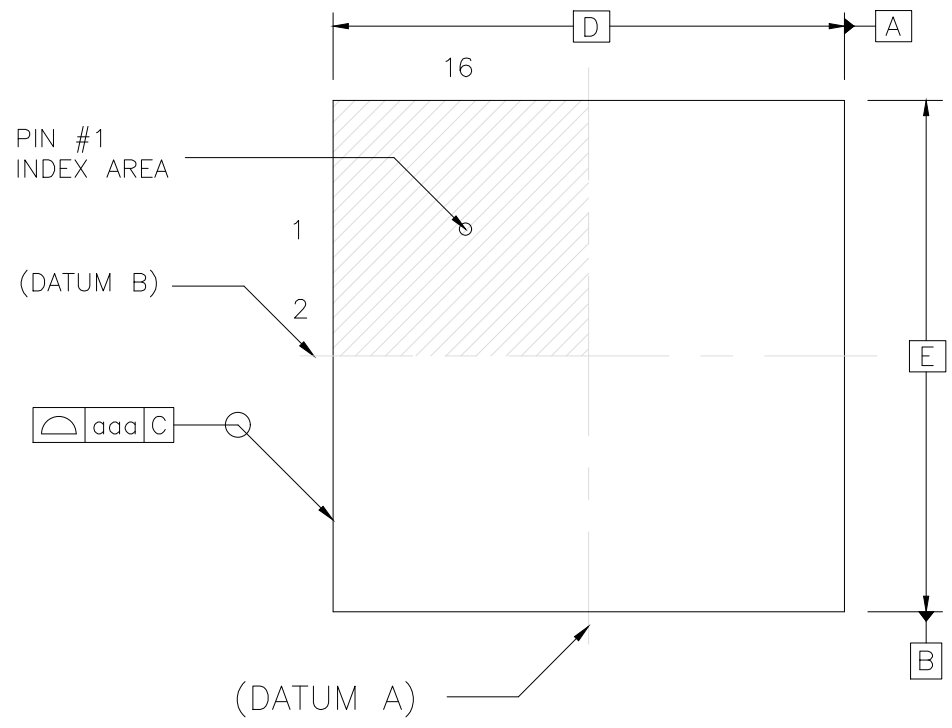 D
A
16
PIN #1
INDEX AREA
1
(DATUM B)
2
E
aaa C
B
(DATUM A)